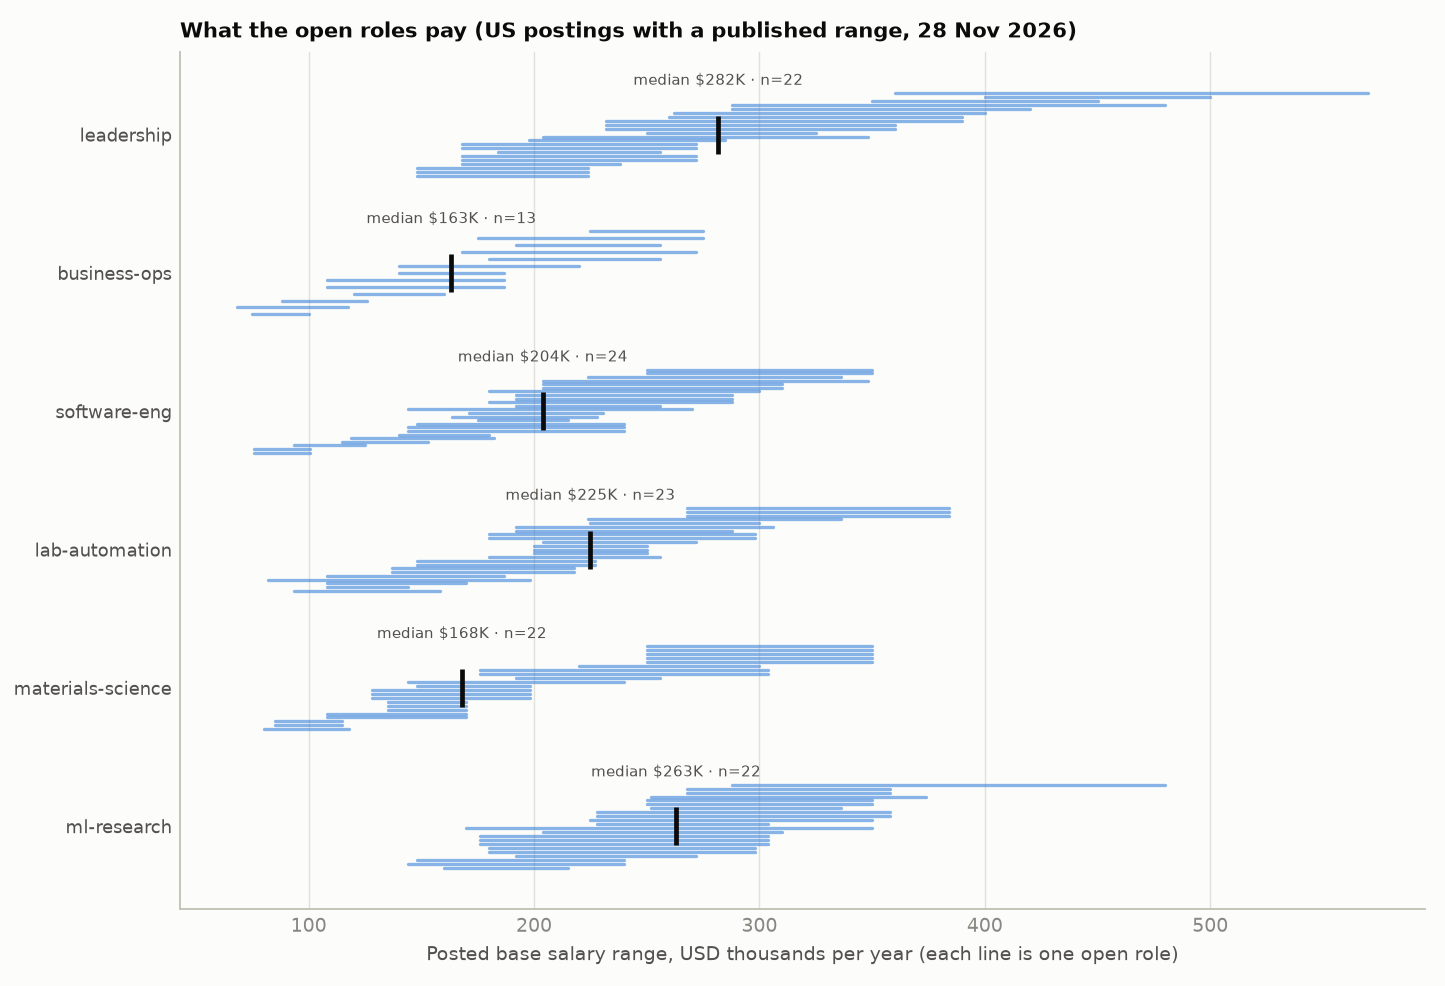 What the open roles pay (US postings with a published range, 28 Nov 2026)
median $282K · n=22
leadership
median $163K · n=13
business-ops
median $204K · n=24
software-eng
median $225K · n=23
lab-automation
median $168K · n=22
materials-science
median $263K · n=22
ml-research
100 200 300 400 500
Posted base salary range, USD thousands per year (each line is one open role)